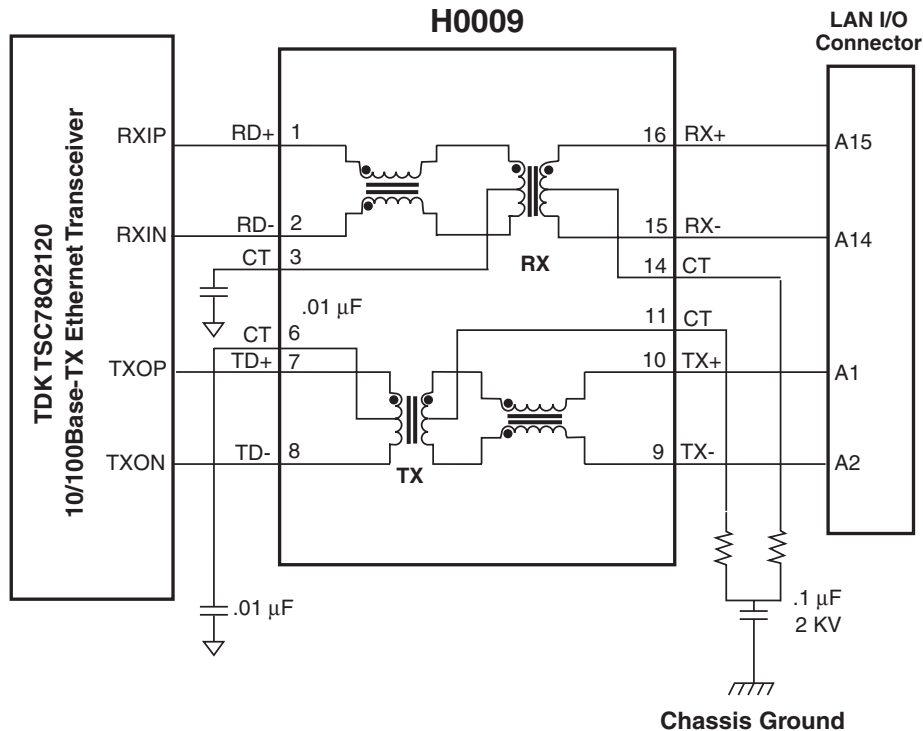 H0009
LAN I/O
Connector
TDK TSC78Q2120
10/100Base-TX Ethernet Transceiver
RXIP
RD+
1
16
RX+
A15
RXIN
RD-
2
15
RX-
A14
CT
3
RX
14
CT
.01 µF
11
CT
CT
6
TXOP
TD+
7
10
TX+
A1
TXON
TD-
8
TX
9
TX-
A2
.01 µF
.1 µF
2 KV
Chassis Ground